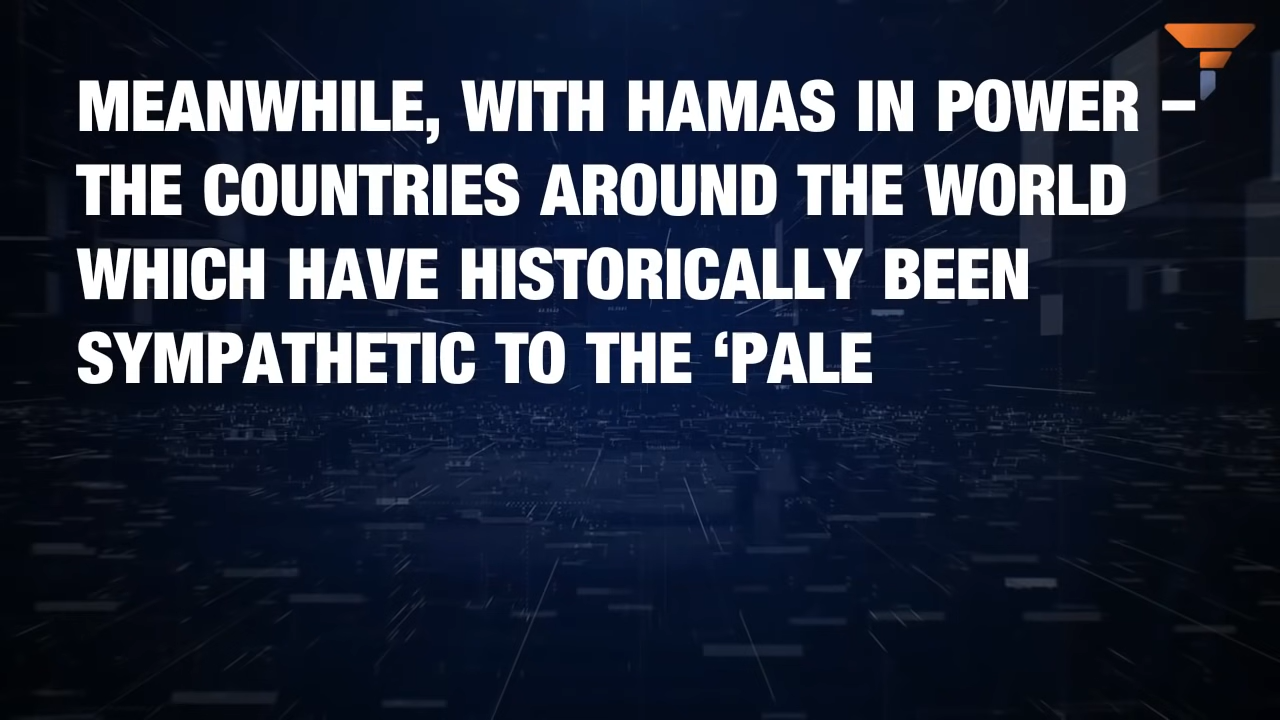 MEANWHILE, WITH HAMAS IN POWER –
THE COUNTRIES AROUND THE WORLD
WHICH HAVE HISTORICALLY BEEN
SYMPATHETIC TO THE ‘PALE